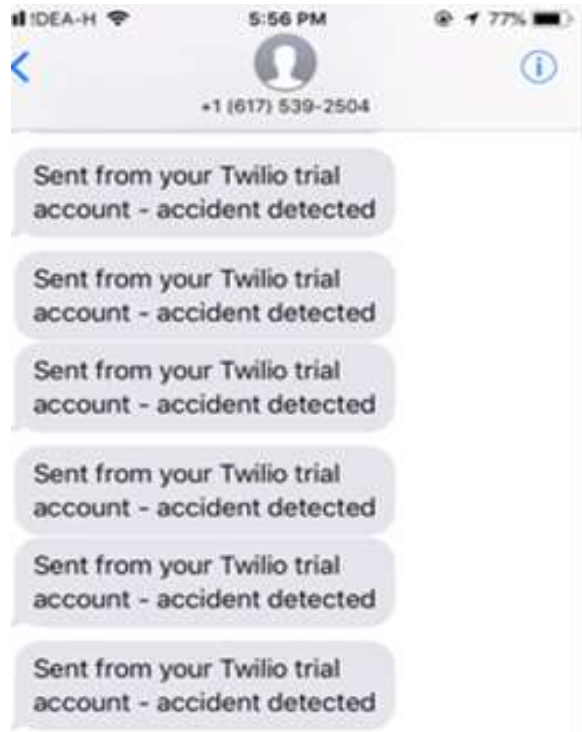 !DEA-H 5:56 PM 77%
+1 (617) 539-2504
Sent from your Twilio trial
account - accident detected
Sent from your Twilio trial
account - accident detected
Sent from your Twilio trial
account - accident detected
Sent from your Twilio trial
account - accident detected
Sent from your Twilio trial
account - accident detected
Sent from your Twilio trial
account - accident detected